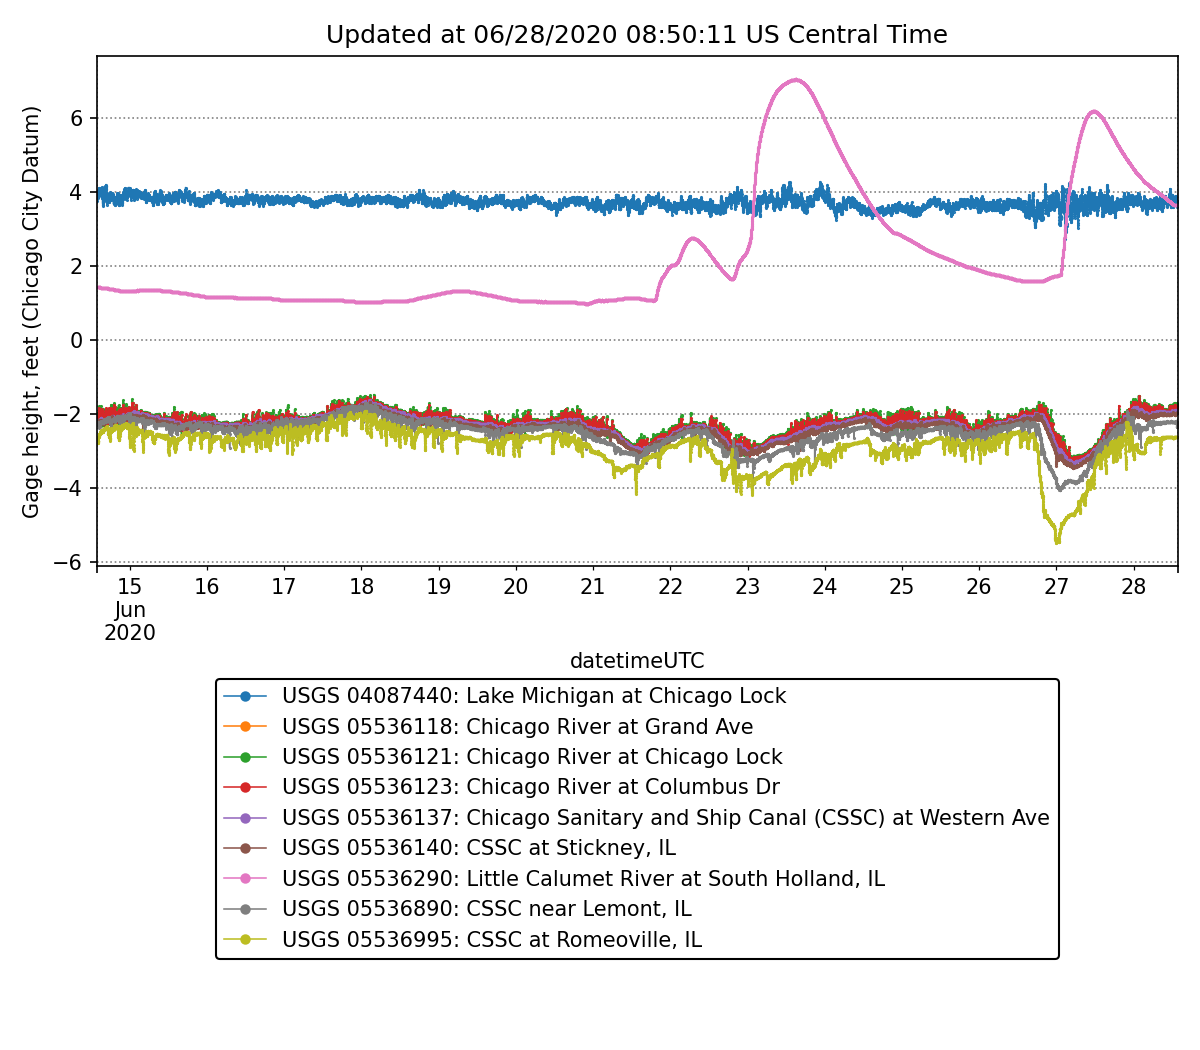 Updated at 06/28/2020 08:50:11 US Central Time
Gage height, feet (Chicago City Datum)
6
4
2
0
−2
−4
−6
15 16 17 18 19 20 21 22 23 24 25 26 27 28
Jun
2020
datetimeUTC
USGS 04087440: Lake Michigan at Chicago Lock
USGS 05536118: Chicago River at Grand Ave
USGS 05536121: Chicago River at Chicago Lock
USGS 05536123: Chicago River at Columbus Dr
USGS 05536137: Chicago Sanitary and Ship Canal (CSSC) at Western Ave
USGS 05536140: CSSC at Stickney, IL
USGS 05536290: Little Calumet River at South Holland, IL
USGS 05536890: CSSC near Lemont, IL
USGS 05536995: CSSC at Romeoville, IL